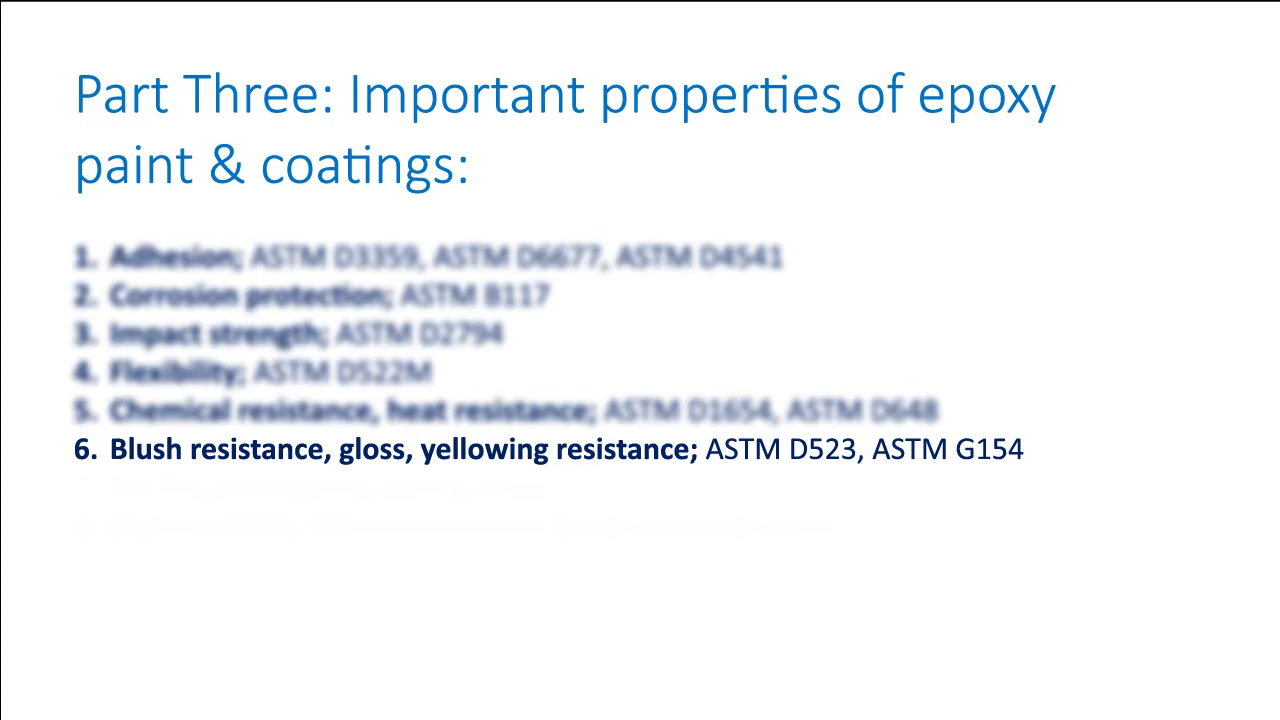 Part Three: Important properties of epoxy
paint & coatings:
1. Adhesion; ASTM D3359, ASTM D6677, ASTM D4541
2. Corrosion protection; ASTM B117
3. Impact strength; ASTM D2794
4. Flexibility; ASTM D522M
5. Chemical resistance, heat resistance; ASTM D1654, ASTM D648
6. Blush resistance, gloss, yellowing resistance; ASTM D523, ASTM G154